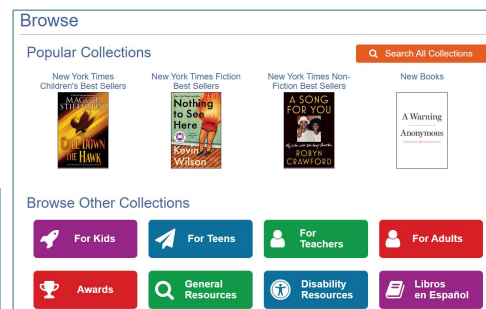 Browse
Popular Collections
Search All Collections
New York Times
Children's Best Sellers
New York Times Fiction
Best Sellers
New York Times Non-
Fiction Best Sellers
New Books
MAGGIE
STIEFVATER
CALL DOWN
THE HAWK
Nothing
to See
Here
Kevin
Wilson
A SONG
FOR YOU
ROBYN
CRAWFORD
A Warning
Anonymous
Browse Other Collections
For Kids
For Teens
For
Teachers
For Adults
Awards
General
Resources
Disability
Resources
Libros
en Español